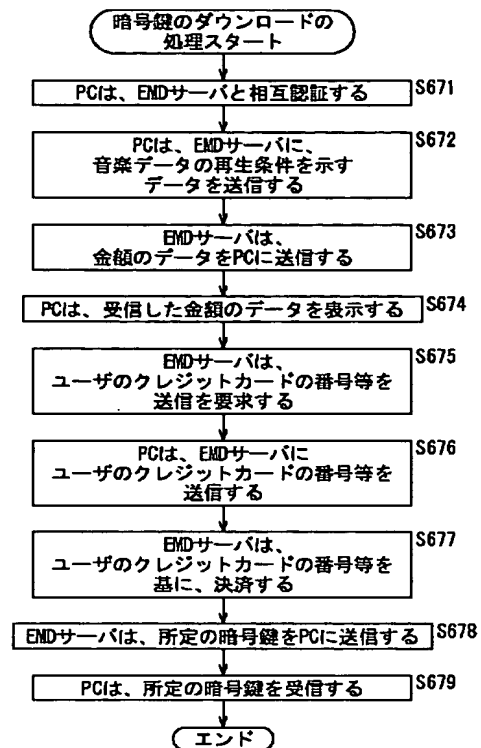 暗号鍵のダウンロードの
処理スタート
PCは、EMDサーバと相互認証する
S671
PCは、EMDサーバに、
音楽データの再生条件を示す
データを送信する
S672
EMDサーバは、
金額のデータをPCに送信する
S673
PCは、受信した金額のデータを表示する
S674
EMDサーバは、
ユーザのクレジットカードの番号等を
送信を要求する
S675
PCは、EMDサーバに
ユーザのクレジットカードの番号等を
送信する
S676
EMDサーバは、
ユーザのクレジットカードの番号等を
基に、決済する
S677
EMDサーバは、所定の暗号鍵をPCに送信する
S678
PCは、所定の暗号鍵を受信する
S679
エンド